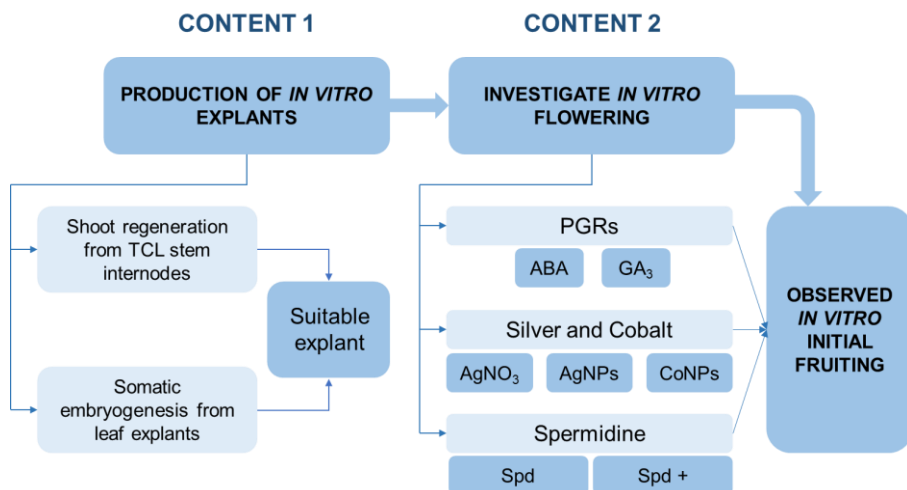 CONTENT 1
CONTENT 2
PRODUCTION OF IN VITRO
EXPLANTS
INVESTIGATE IN VITRO
FLOWERING
Shoot regeneration
from TCL stem
internodes
Suitable
explant
Somatic
embryogenesis from
leaf explants
PGRs
ABA
GA₃
Silver and Cobalt
AgNO₃
AgNPs
CoNPs
Spermidine
Spd
Spd +
OBSERVED
IN VITRO
INITIAL
FRUITING